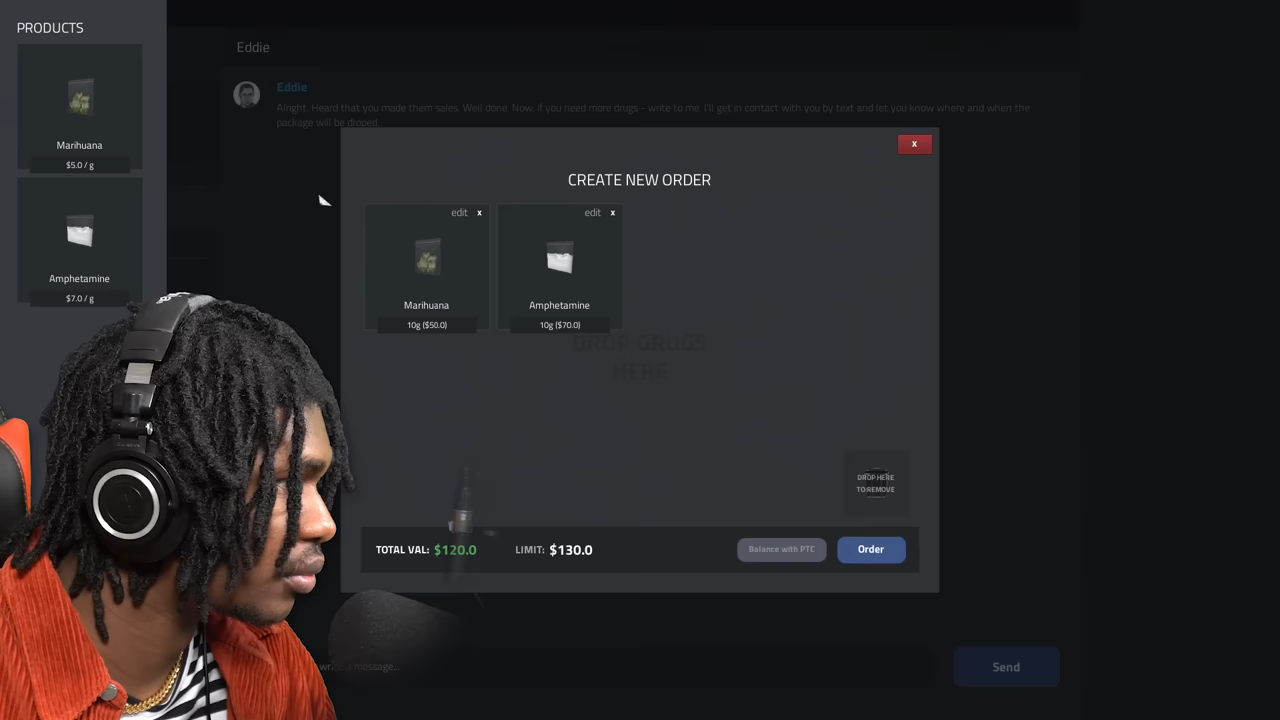 PRODUCTS
Marihuana
$5.0 / g
Amphetamine
$7.0 / g
Eddie
Eddie
Alright. Heard that you made them sales. Well done. Now, if you need more drugs - write to me. I'll get in contact with you by text and let you know where and when the
package will be droped.
x
CREATE NEW ORDER
edit x
edit x
Marihuana
Amphetamine
10g ($50.0)
10g ($70.0)
DROP DRUGS
HERE
DROP HERE
TO REMOVE
TOTAL VAL: $120.0
LIMIT: $130.0
Balance with PTC
Order
message...
Send